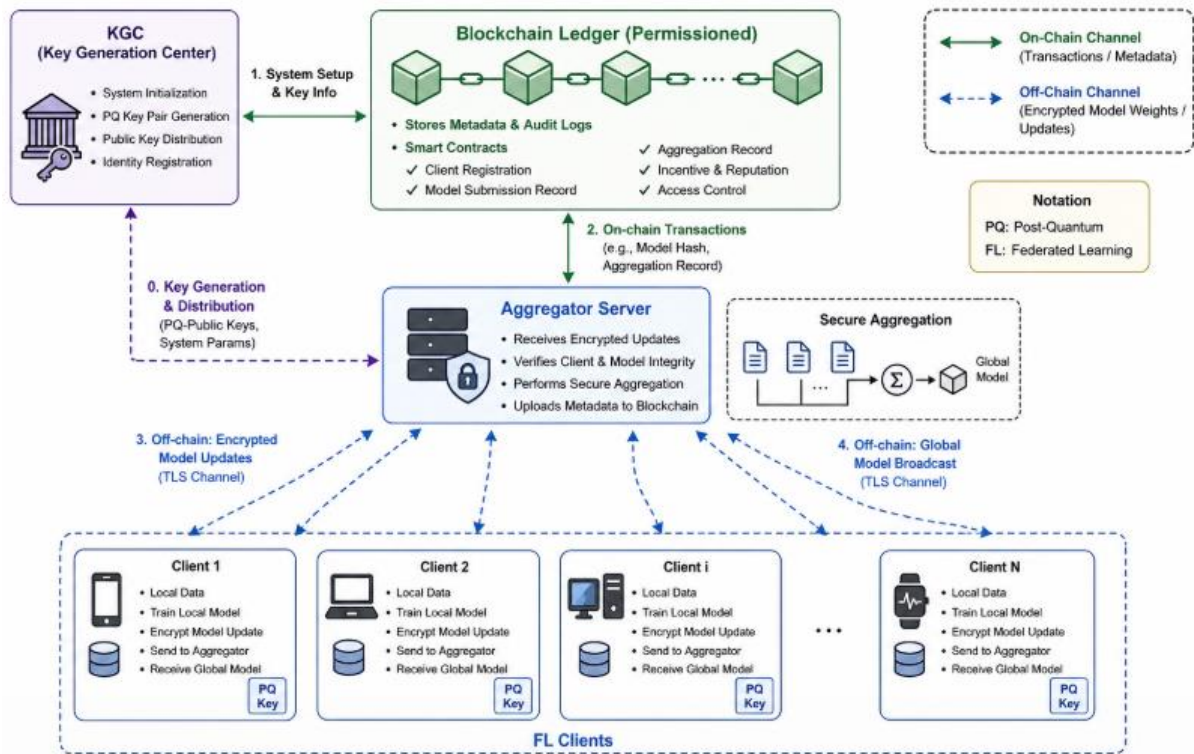 KGC
(Key Generation Center)
• System Initialization
• PQ Key Pair Generation
• Public Key Distribution
• Identity Registration
1. System Setup
& Key Info
Blockchain Ledger (Permissioned)
...
• Stores Metadata & Audit Logs
• Smart Contracts
✓ Client Registration
✓ Model Submission Record
✓ Aggregation Record
✓ Incentive & Reputation
✓ Access Control
On-Chain Channel
(Transactions / Metadata)
Off-Chain Channel
(Encrypted Model Weights /
Updates)
Notation
PQ: Post-Quantum
FL: Federated Learning
2. On-chain Transactions
(e.g., Model Hash,
Aggregation Record)
0. Key Generation
& Distribution
(PQ-Public Keys,
System Params)
Aggregator Server
• Receives Encrypted Updates
• Verifies Client & Model Integrity
• Performs Secure Aggregation
• Uploads Metadata to Blockchain
Secure Aggregation
...
Σ
Global
Model
3. Off-chain: Encrypted
Model Updates
(TLS Channel)
4. Off-chain: Global
Model Broadcast
(TLS Channel)
Client 1
• Local Data
• Train Local Model
• Encrypt Model Update
• Send to Aggregator
• Receive Global Model
PQ
Key
Client 2
• Local Data
• Train Local Model
• Encrypt Model Update
• Send to Aggregator
• Receive Global Model
PQ
Key
Client i
• Local Data
• Train Local Model
• Encrypt Model Update
• Send to Aggregator
• Receive Global Model
PQ
Key
...
Client N
• Local Data
• Train Local Model
• Encrypt Model Update
• Send to Aggregator
• Receive Global Model
PQ
Key
FL Clients